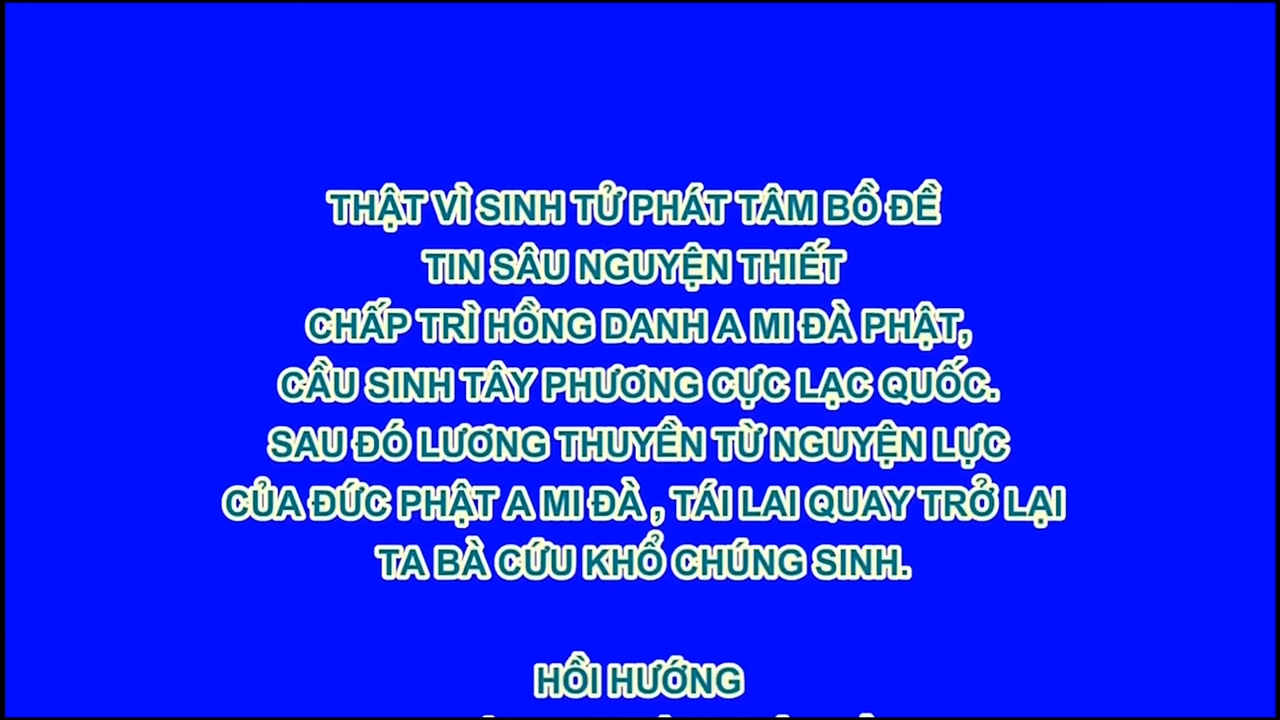 THẬT VÌ SINH TỬ PHÁT TÂM BỒ ĐỀ
TIN SÂU NGUYỆN THIẾT
CHẤP TRÌ HỒNG DANH A MI ĐÀ PHẬT,
CẦU SINH TÂY PHƯƠNG CỰC LẠC QUỐC.
SAU ĐÓ LƯƠNG THUYỀN TỪ NGUYỆN LỰC
CỦA ĐỨC PHẬT A MI ĐÀ , TÁI LAI QUAY TRỞ LẠI
TA BÀ CỨU KHỔ CHÚNG SINH.
HỒI HƯỚNG